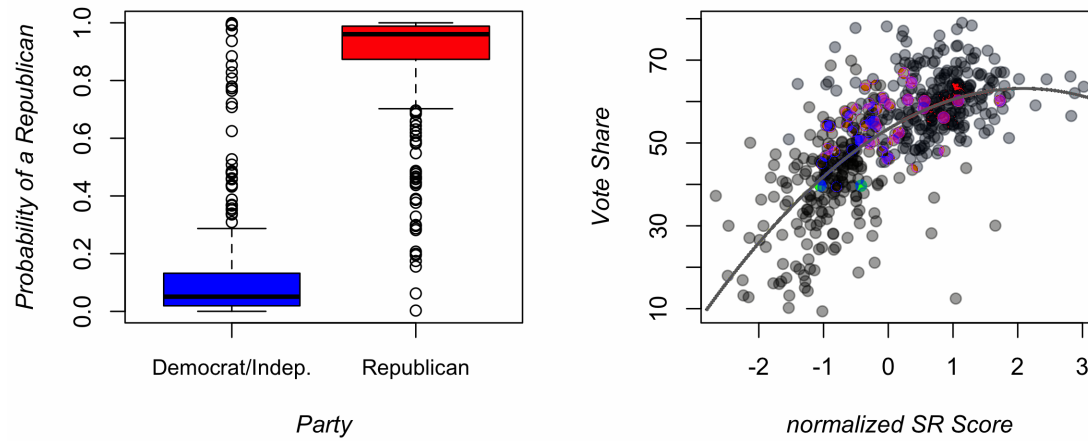 Probability of a Republican
1.0
0.8
0.6
0.4
0.2
0.0
Democrat/Indep.
Republican
Party
Vote Share
70
50
30
10
-2
-1
0
1
2
3
normalized SR Score